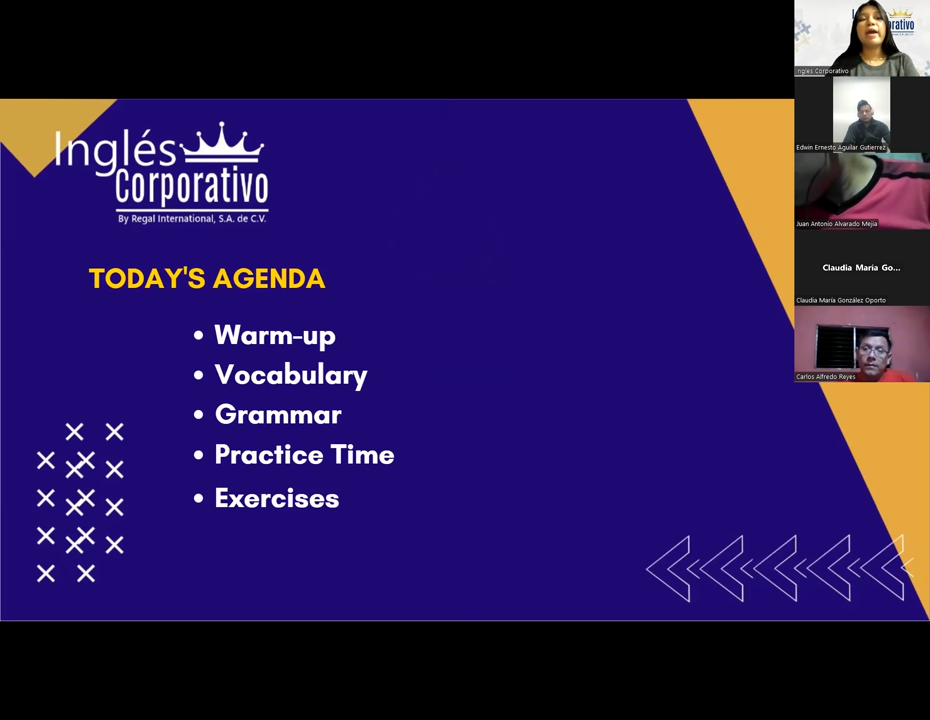 Inglés
Corporativo
By Regal International, S.A. de C.V.
TODAY'S AGENDA
• Warm-up
• Vocabulary
• Grammar
• Practice Time
• Exercises
Inglés Corporativo
Edwin Ernesto Aguilar Gutierrez
Juan Antonio Alvarado Mejia
Claudia María Go...
Claudia María González Oporto
Carlos Alfredo Reyes